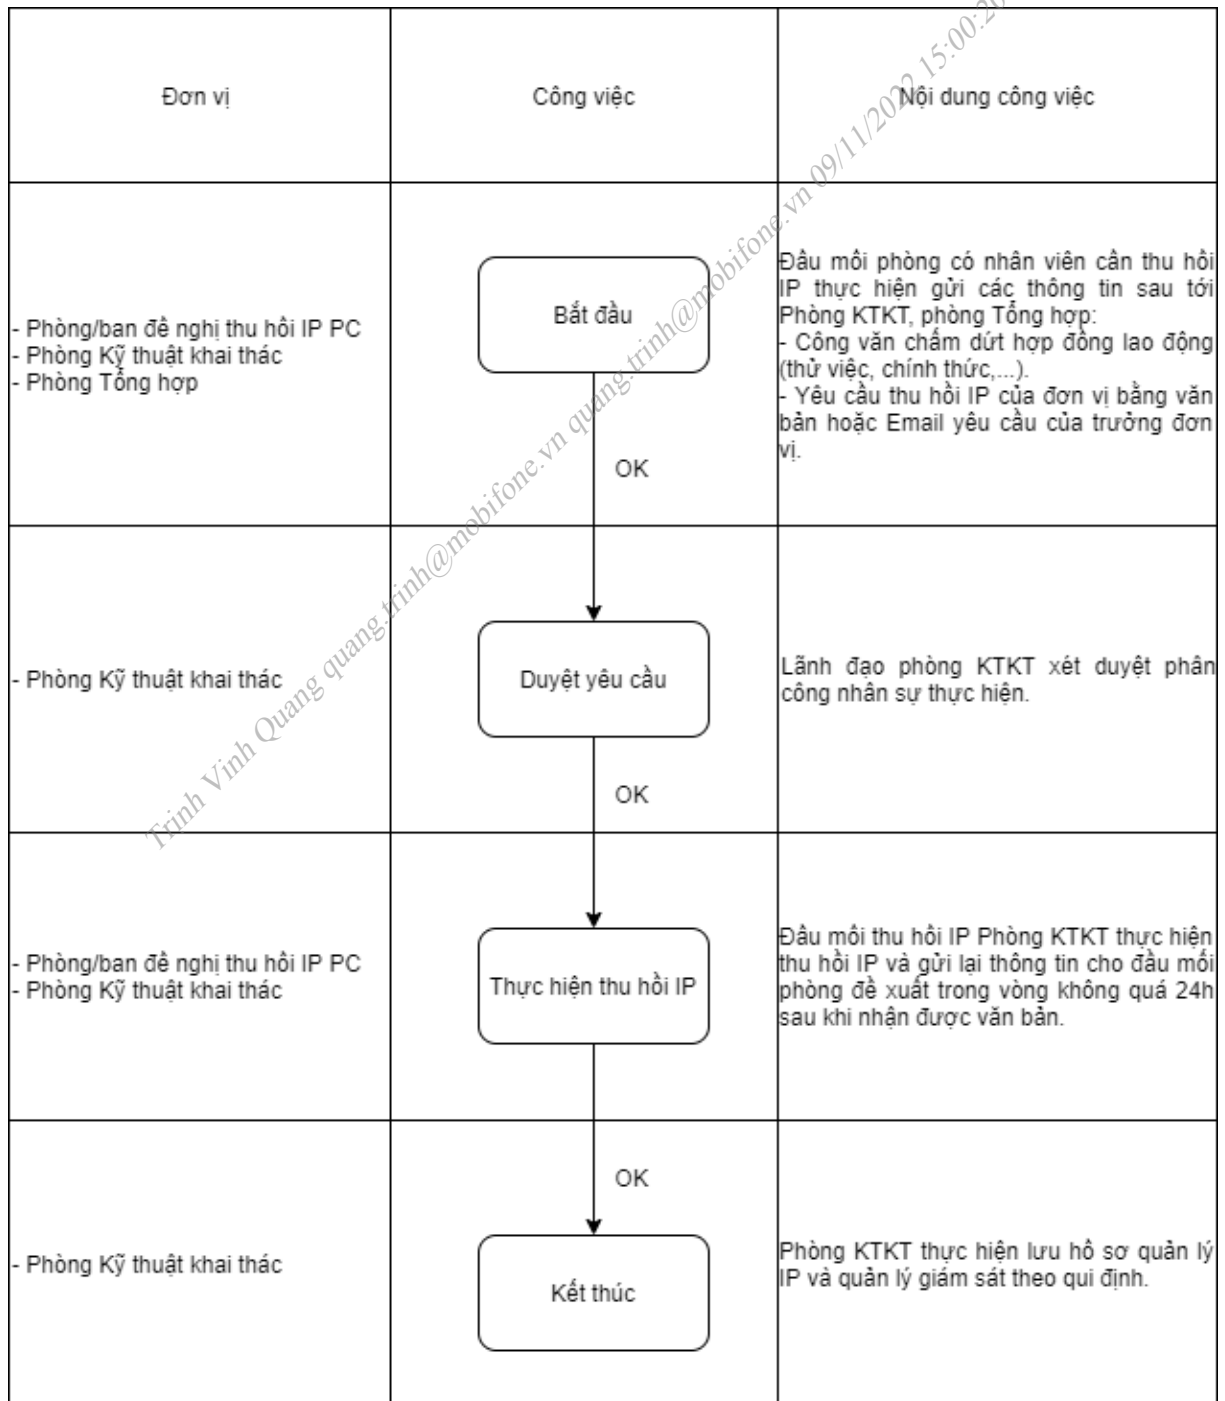 Đơn vị
Công việc
Nội dung công việc
- Phòng/ban đề nghị thu hồi IP PC
- Phòng Kỹ thuật khai thác
- Phòng Tổng hợp
Bắt đầu
OK
Đầu mối phòng có nhân viên cần thu hồi
IP thực hiện gửi các thông tin sau tới
Phòng KTKT, phòng Tổng hợp:
- Công văn chấm dứt hợp đồng lao động
(thử việc, chính thức,...).
- Yêu cầu thu hồi IP của đơn vị bằng văn
bản hoặc Email yêu cầu của trưởng đơn
vị.
- Phòng Kỹ thuật khai thác
Duyệt yêu cầu
OK
Lãnh đạo phòng KTKT xét duyệt phân
công nhân sự thực hiện.
- Phòng/ban đề nghị thu hồi IP PC
- Phòng Kỹ thuật khai thác
Thực hiện thu hồi IP
Đầu mối thu hồi IP Phòng KTKT thực hiện
thu hồi IP và gửi lại thông tin cho đầu mối
phòng đề xuất trong vòng không quá 24h
sau khi nhận được văn bản.
- Phòng Kỹ thuật khai thác
OK
Kết thúc
Phòng KTKT thực hiện lưu hồ sơ quản lý
IP và quản lý giám sát theo qui định.
Trinh Vinh Quang quang.trinh@mobifone.vn quang.trinh@mobifone.vn 09/11/2022